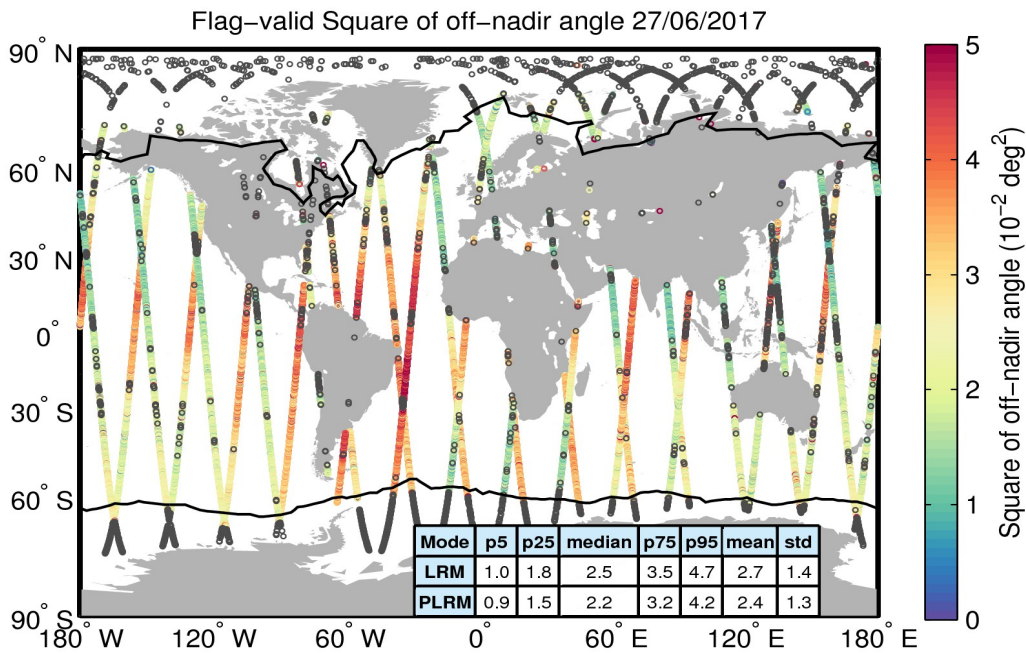 Flag−valid Square of off−nadir angle 27/06/2017
90° N
60° N
30° N
0°
30° S
60° S
90° S
180° W
120° W
60° W
0°
60° E
120° E
180° E
Mode p5 p25 median p75 p95 mean std
LRM 1.0 1.8 2.5 3.5 4.7 2.7 1.4
PLRM 0.9 1.5 2.2 3.2 4.2 2.4 1.3
5
4
3
2
1
0
Square of off−nadir angle (10⁻² deg²)